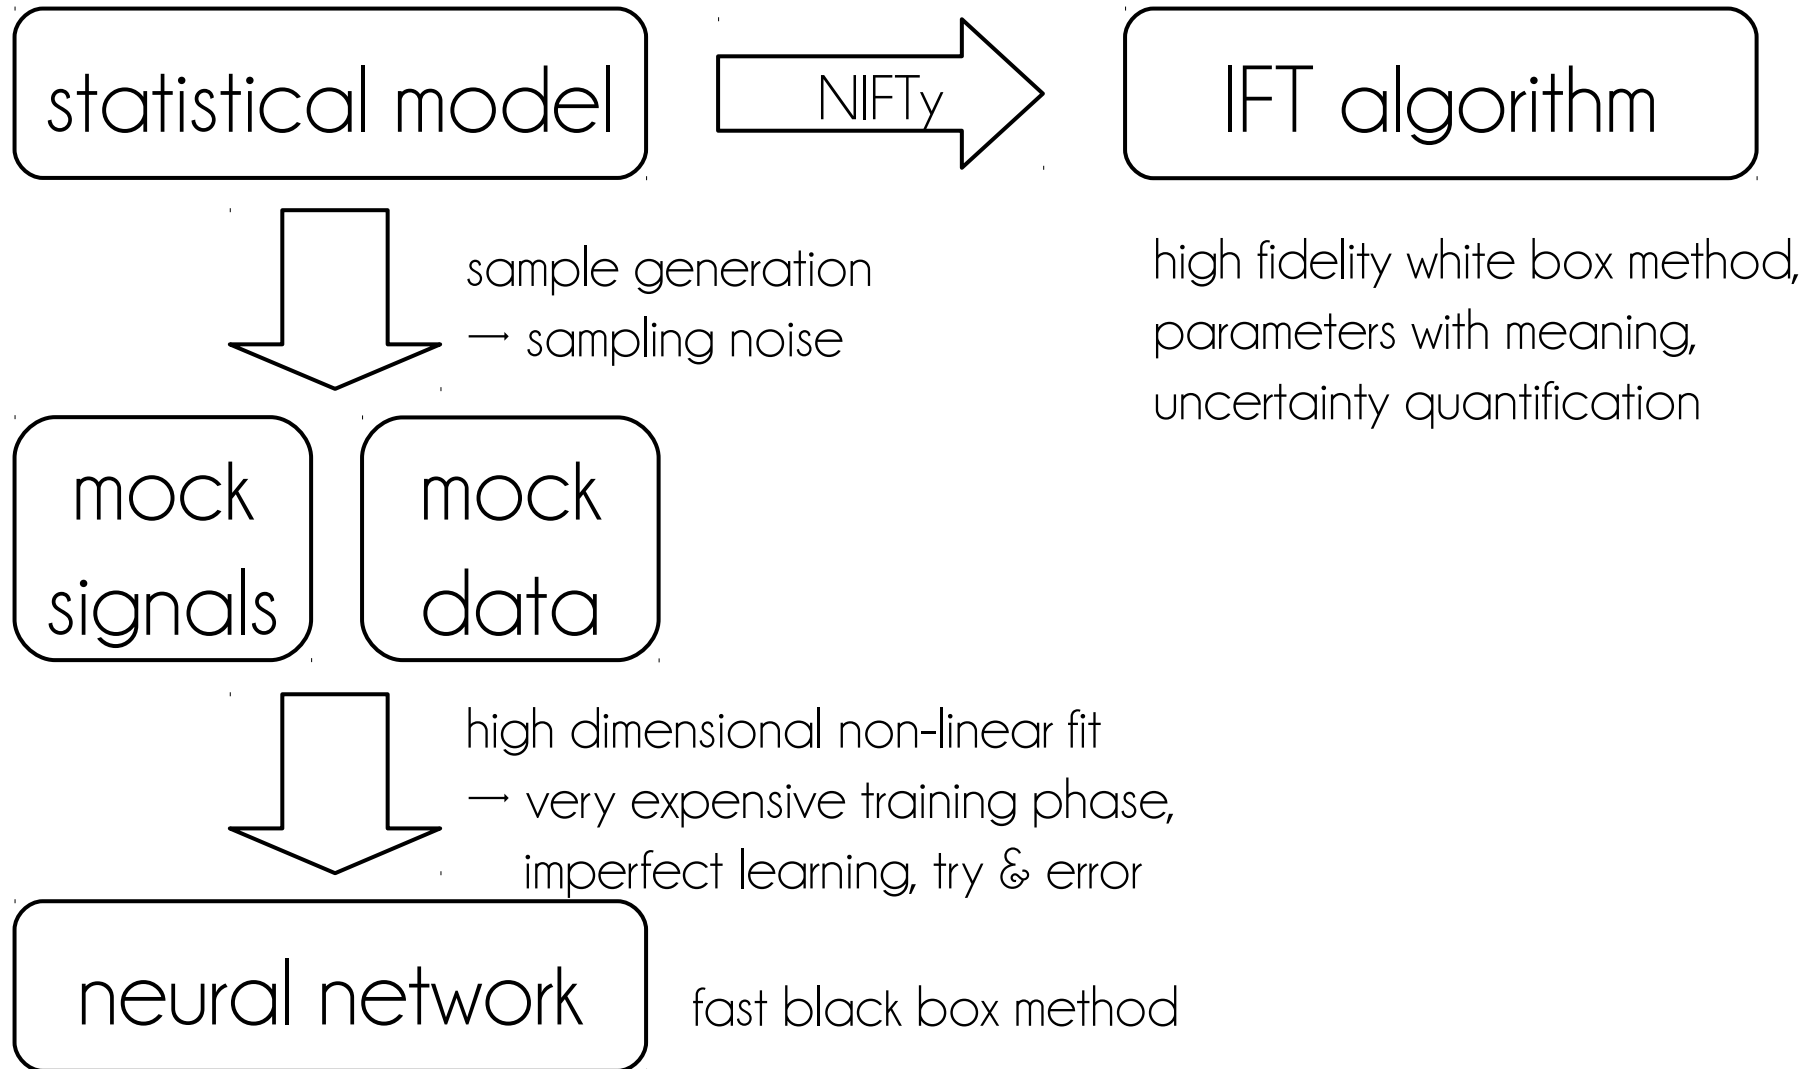 statistical model
NIFTy
IFT algorithm
sample generation
→ sampling noise
high fidelity white box method,
parameters with meaning,
uncertainty quantification
mock
signals
mock
data
high dimensional non-linear fit
→ very expensive training phase,
imperfect learning, try & error
neural network
fast black box method